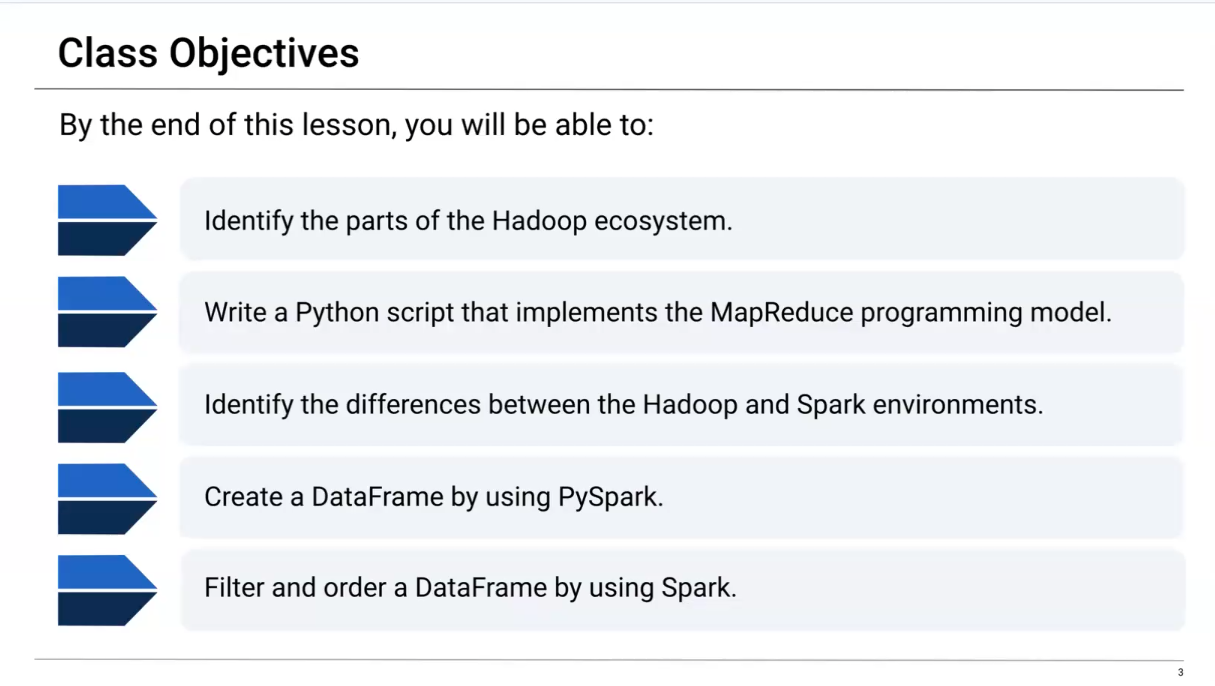 Class Objectives
By the end of this lesson, you will be able to:
Identify the parts of the Hadoop ecosystem.
Write a Python script that implements the MapReduce programming model.
Identify the differences between the Hadoop and Spark environments.
Create a DataFrame by using PySpark.
Filter and order a DataFrame by using Spark.
3